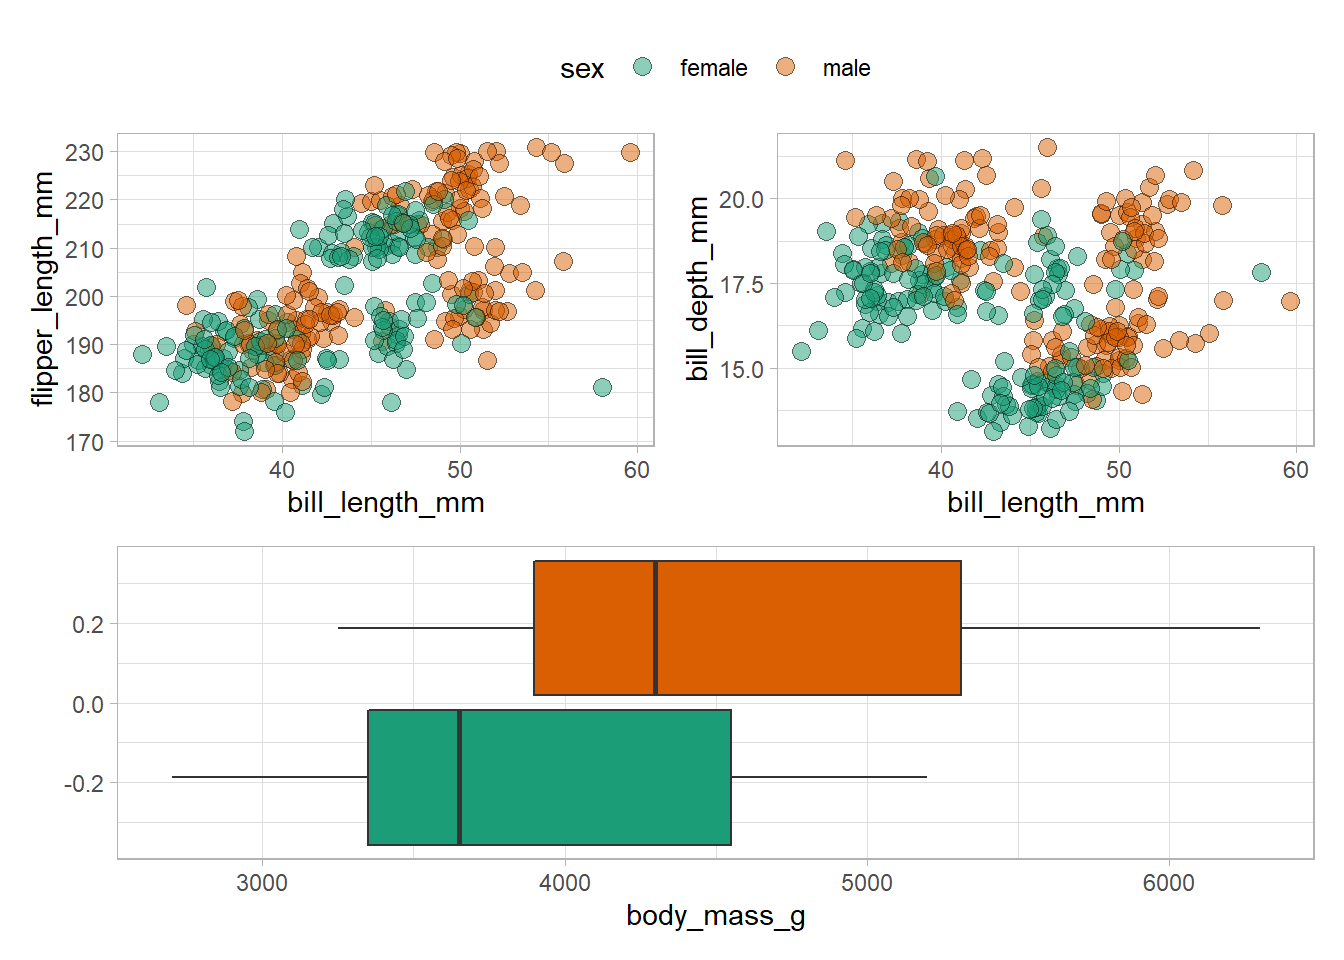 sex female male
flipper_length_mm
230
220
210
200
190
180
170
40 50 60
bill_length_mm
bill_depth_mm
20.0
17.5
15.0
40 50 60
bill_length_mm
0.2
0.0
-0.2
3000 4000 5000 6000
body_mass_g